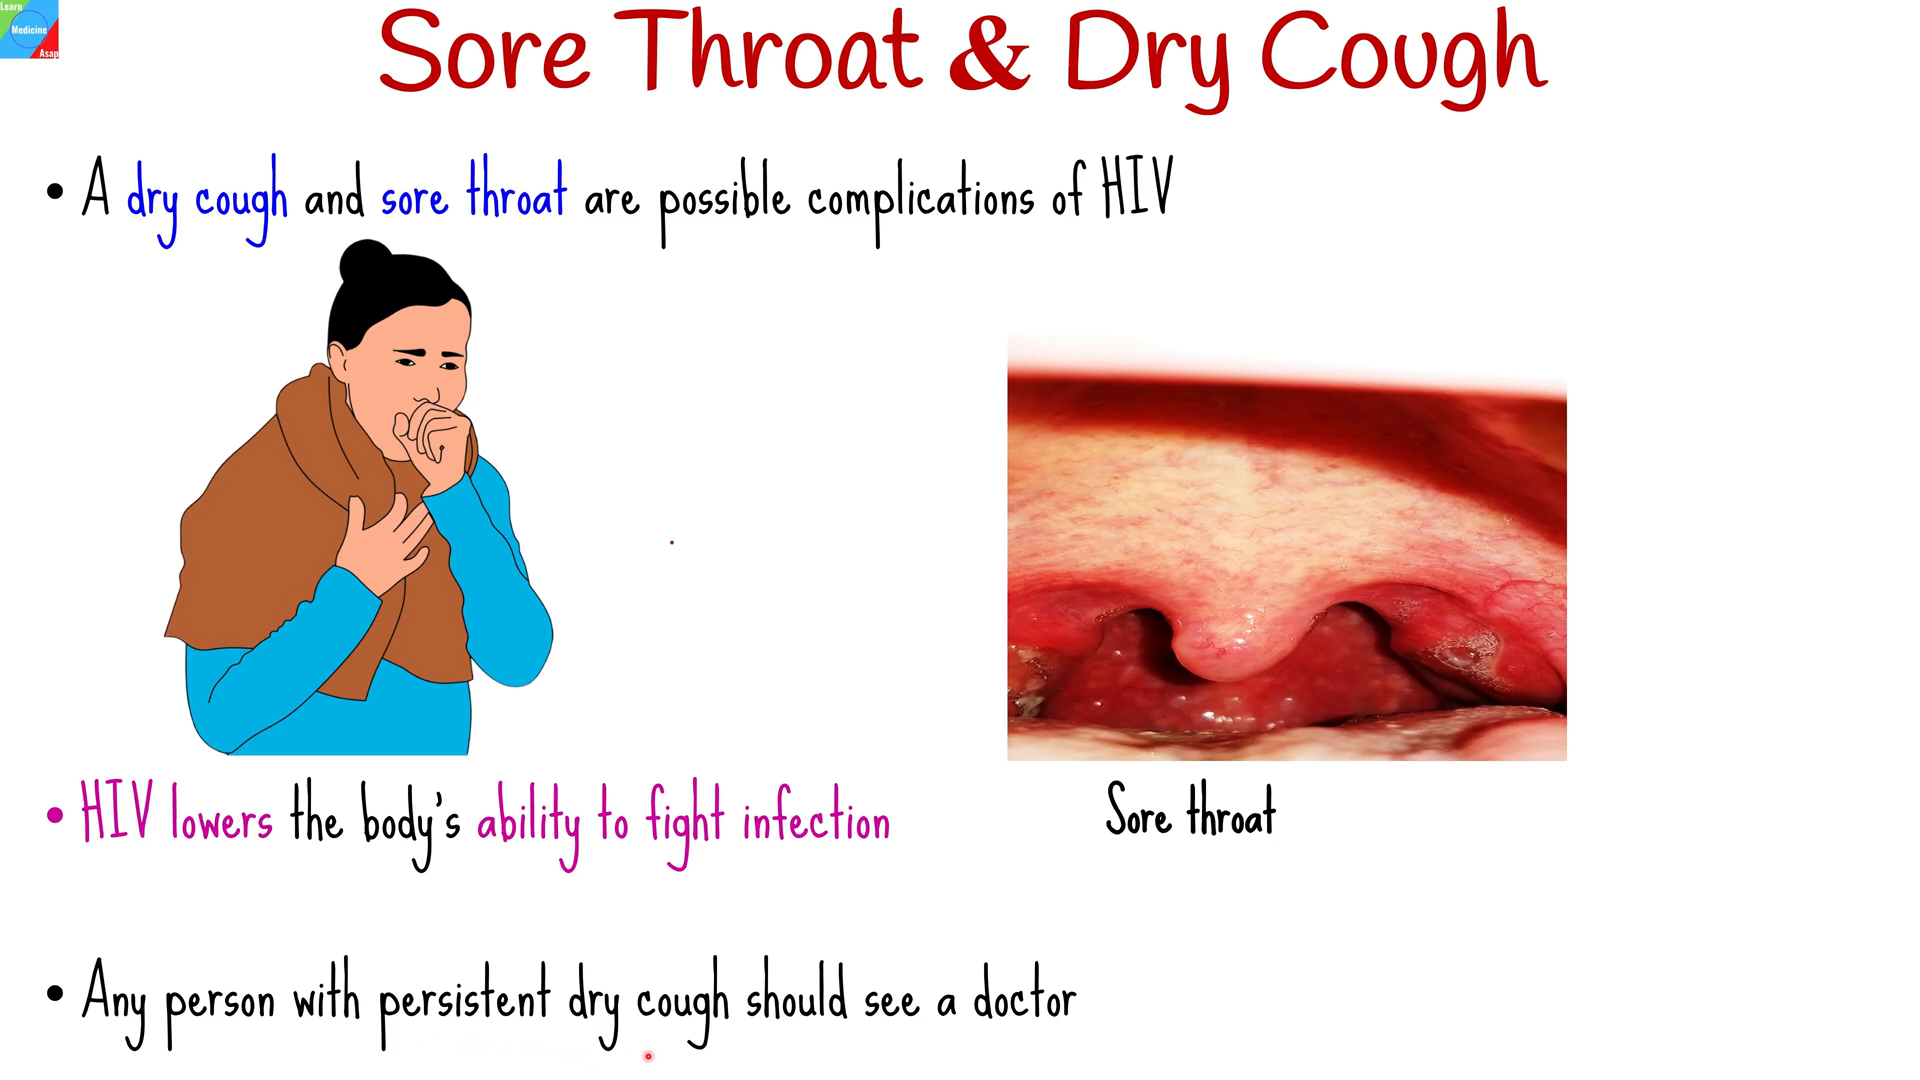 Learn
Medicine
Asap
Sore Throat & Dry Cough
• A dry cough and sore throat are possible complications of HIV
• HIV lowers the body's ability to fight infection
Sore throat
• Any person with persistent dry cough should see a doctor